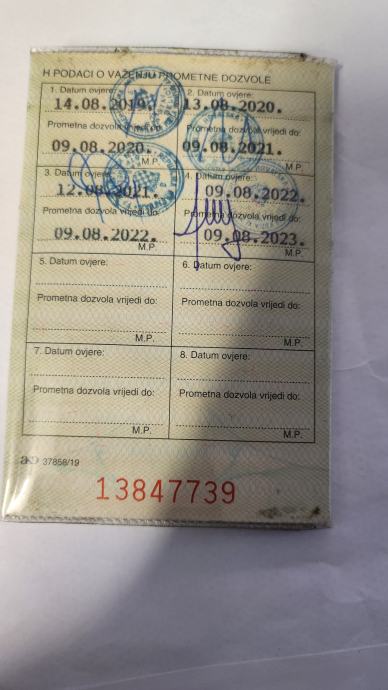 H PODACI O VAŽENJU PROMETNE DOZVOLE
1. Datum ovjere: 2. Datum ovjere:
14.08.2019. 13.08.2020.
Prometna dozvola vrijedi do: Prometna dozvola vrijedi do:
09.08.2020. 09.08.2021.
M.P.
3. Datum ovjere: 4. Datum ovjere:
12.08.2021. 09.08.2022.
Prometna dozvola vrijedi do: Prometna dozvola vrijedi do:
09.08.2022. 09.08.2023.
M.P. M.P.
5. Datum ovjere: 6. Datum ovjere:
Prometna dozvola vrijedi do: Prometna dozvola vrijedi do:
M.P. M.P.
7. Datum ovjere: 8. Datum ovjere:
Prometna dozvola vrijedi do: Prometna dozvola vrijedi do:
M.P. M.P.
37858/19
13847739